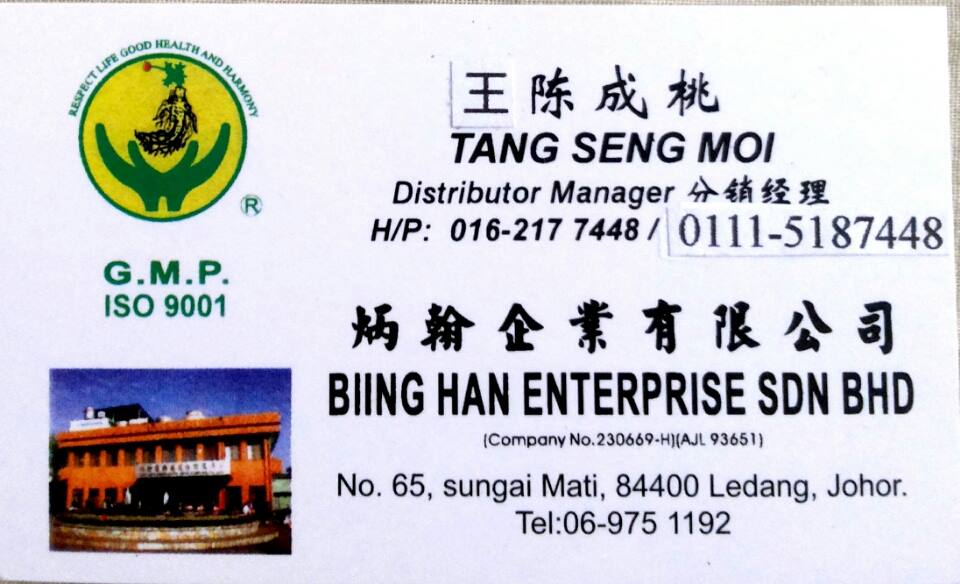 RESPECT LIFE GOOD HEALTH AND HARMONY
®
G.M.P.
ISO 9001
王陈成桃
TANG SENG MOI
Distributor Manager 分销经理
H/P: 016-217 7448 / 0111-5187448
炳翰企業有限公司
BIING HAN ENTERPRISE SDN BHD
(Company No.230669-H)(AJL 93651)
No. 65, sungai Mati, 84400 Ledang, Johor.
Tel:06-975 1192